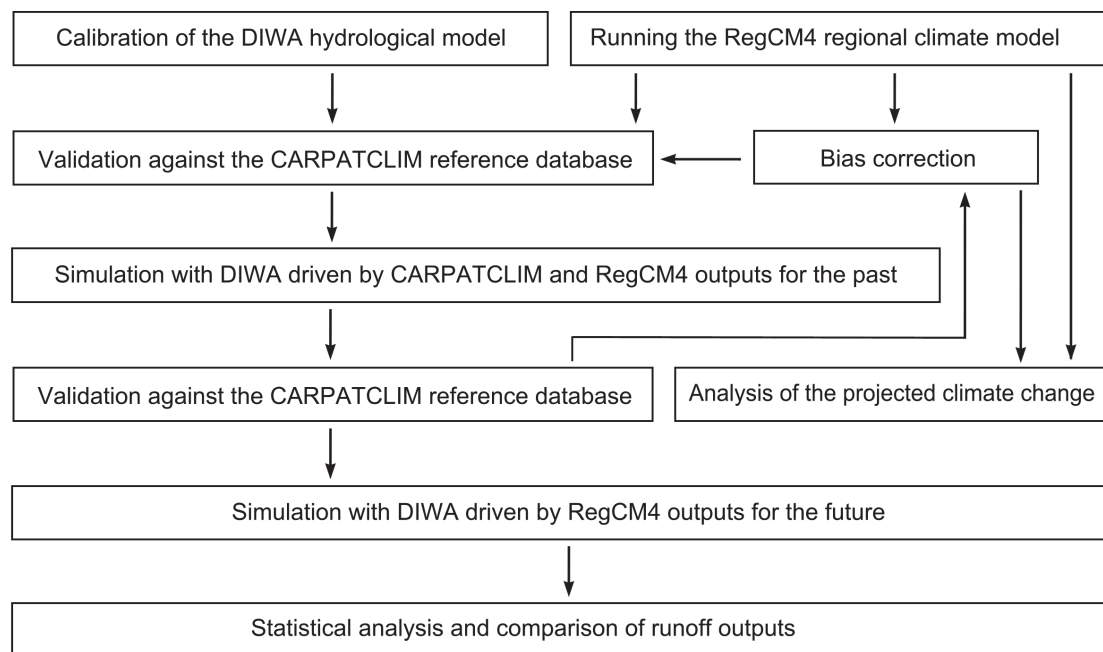 Calibration of the DIWA hydrological model
Running the RegCM4 regional climate model
Validation against the CARPATCLIM reference database
Bias correction
Simulation with DIWA driven by CARPATCLIM and RegCM4 outputs for the past
Validation against the CARPATCLIM reference database
Analysis of the projected climate change
Simulation with DIWA driven by RegCM4 outputs for the future
Statistical analysis and comparison of runoff outputs